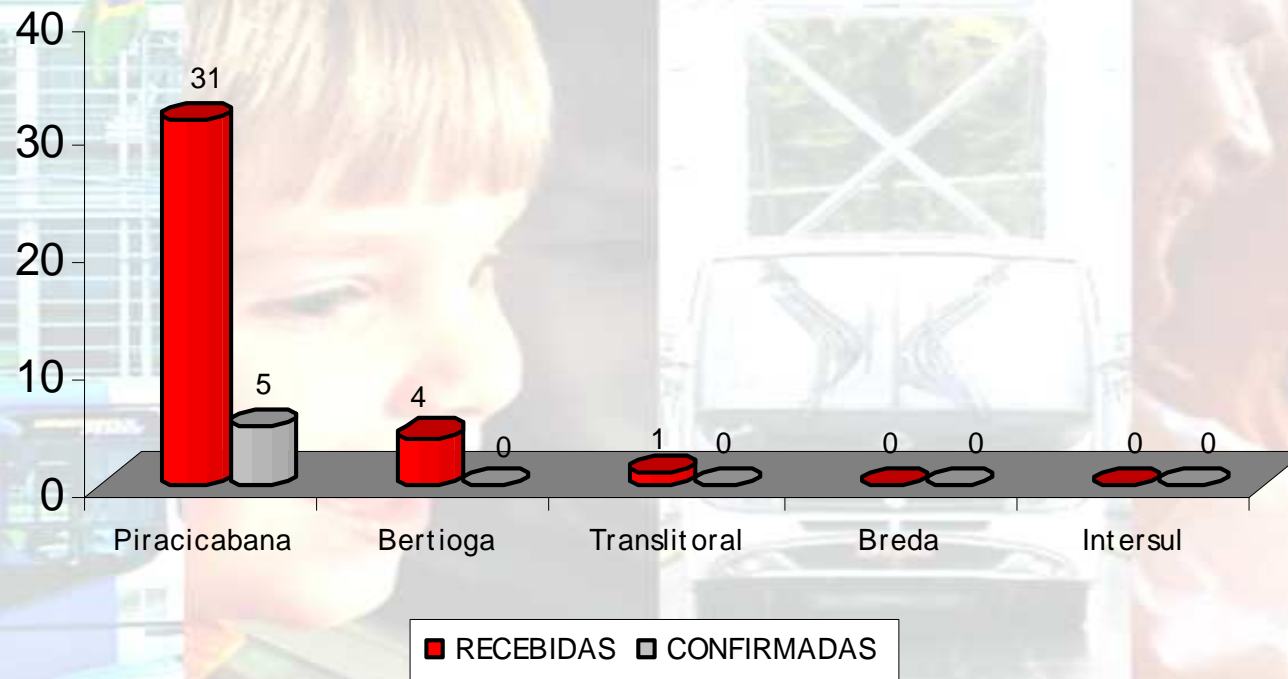 40
31
30
20
10
5
4
0
1
0
0
0
0
0
0
Piracicabana
Bertioga
Translitoral
Breda
Intersul
RECEBIDAS
CONFIRMADAS